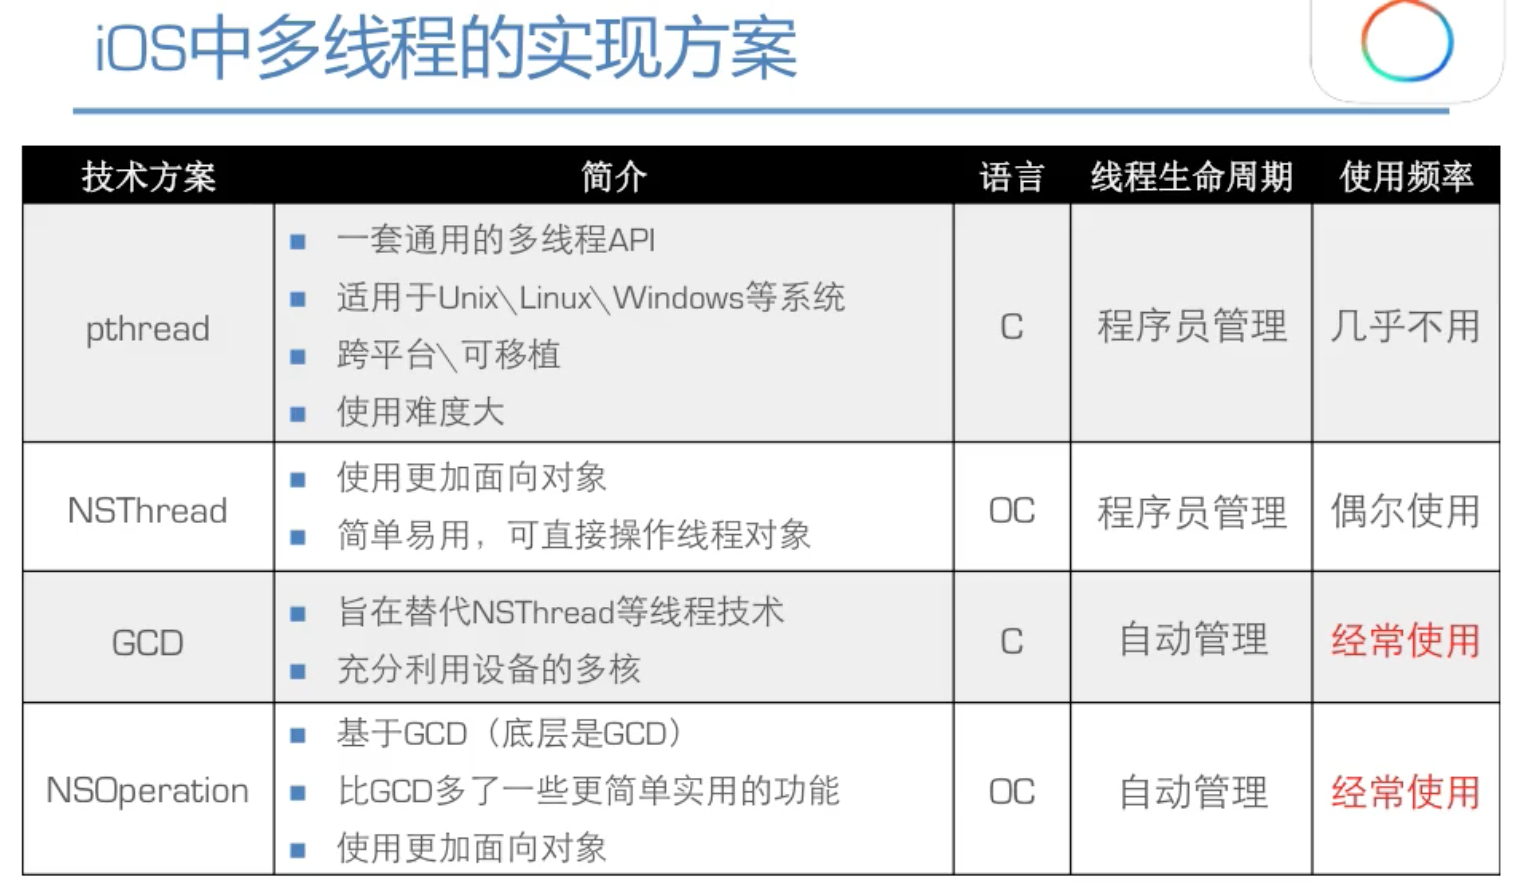 iOS中多线程的实现方案
技术方案 简介 语言 线程生命周期 使用频率
pthread
一套通用的多线程API
适用于Unix\Linux\Windows等系统
跨平台\可移植
使用难度大
C
程序员管理
几乎不用
NSThread
使用更加面向对象
简单易用，可直接操作线程对象
OC
程序员管理
偶尔使用
GCD
旨在替代NSThread等线程技术
充分利用设备的多核
C
自动管理
经常使用
NSOperation
基于GCD（底层是GCD）
比GCD多了一些更简单实用的功能
使用更加面向对象
OC
自动管理
经常使用